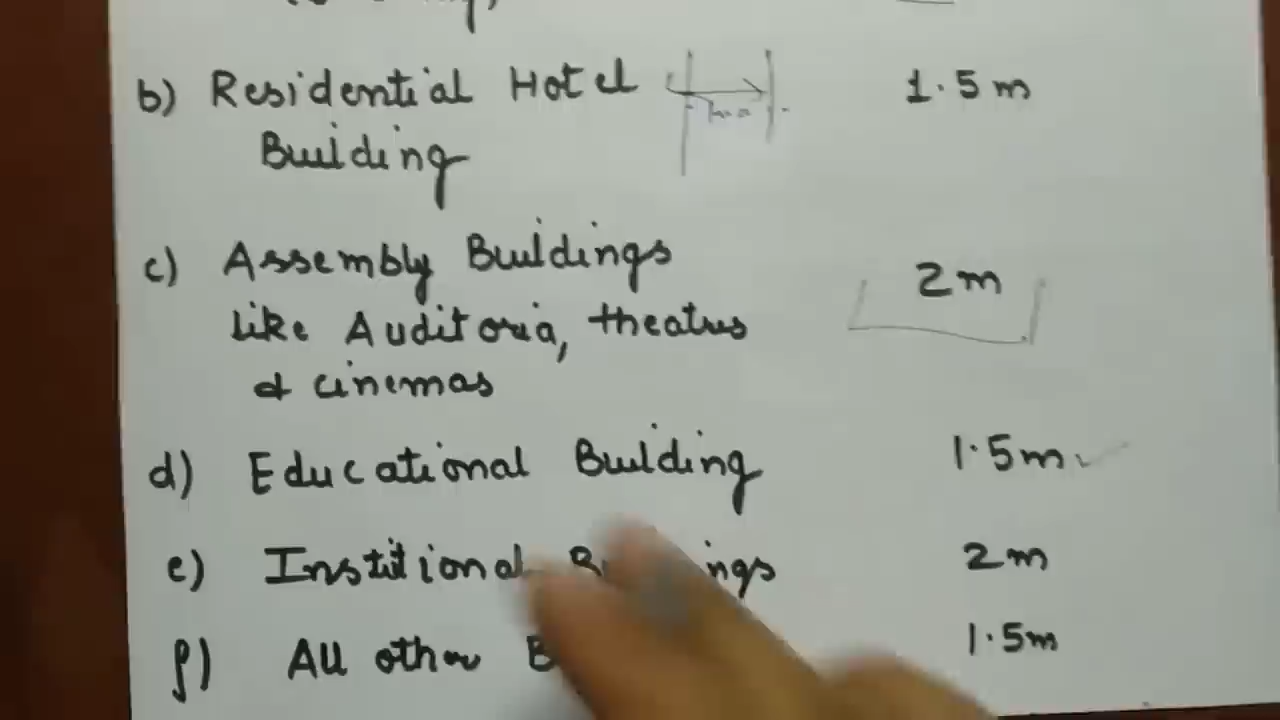 b) Residential Hotel 1.5m
Building
c) Assembly Buildings 2m
like Auditoria, theatres
& cinemas
d) Educational Building 1.5m
e) Institional 2m
f) All other 1.5m